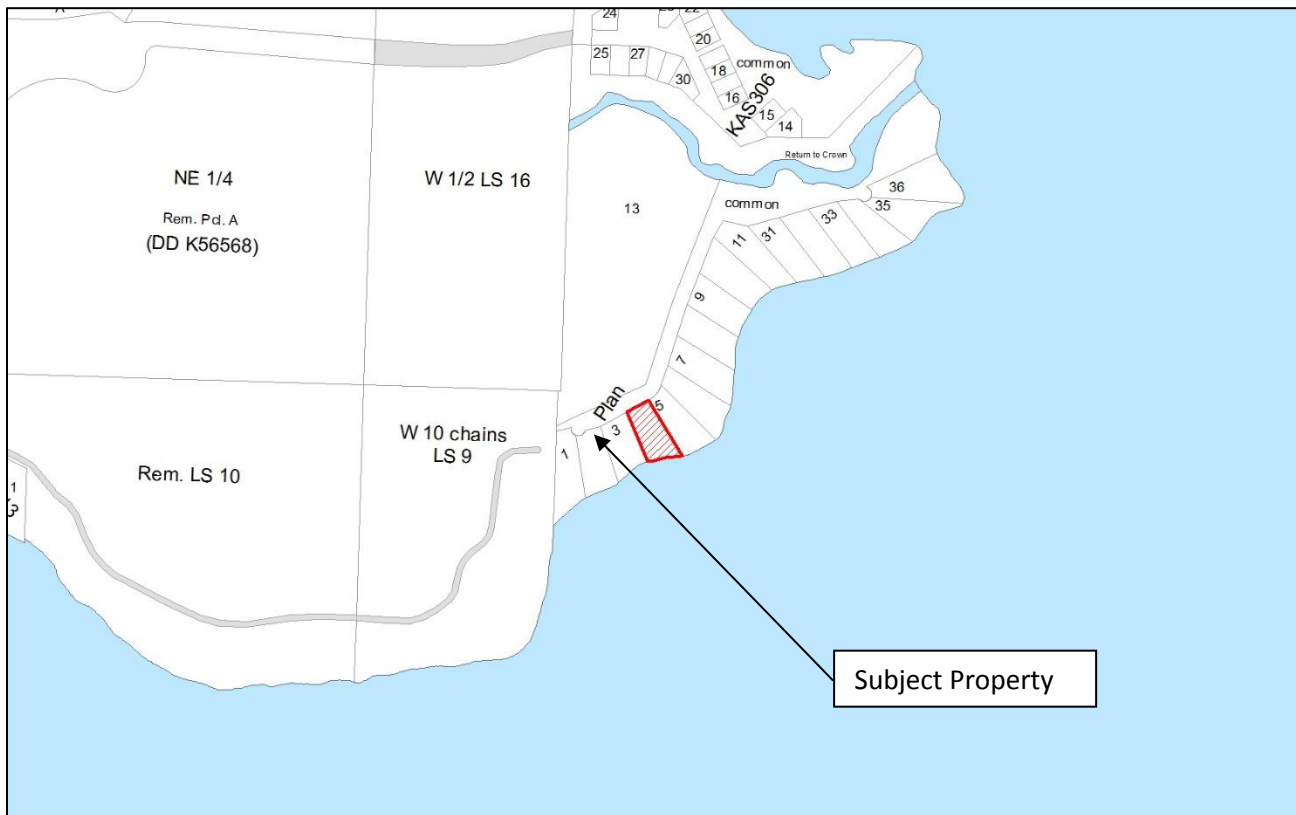 24
22
20
25
27
30
18
common
16
KAS306
15
14
Return to Crown
NE 1/4
Rem. Pcl. A
(DD K56568)
W 1/2 LS 16
13
common
36
35
33
31
11
9
7
5
Plan
3
1
W 10 chains
LS 9
Rem. LS 10
1
Subject Property